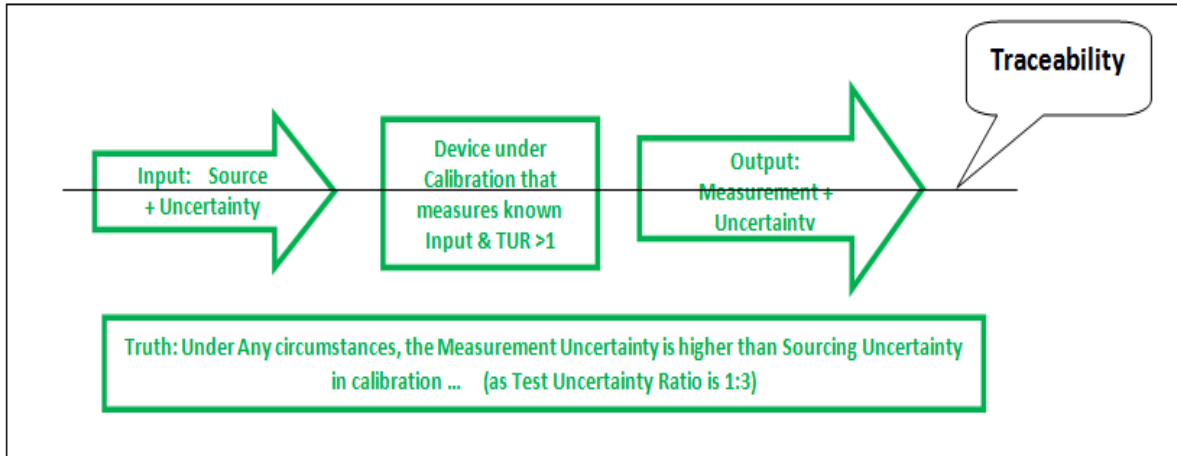 Traceability
Input: Source
+ Uncertainty
Device under
Calibration that
measures known
Input & TUR >1
Output:
Measurement +
Uncertainty
Truth: Under Any circumstances, the Measurement Uncertainty is higher than Sourcing Uncertainty
in calibration ... (as Test Uncertainty Ratio is 1:3)